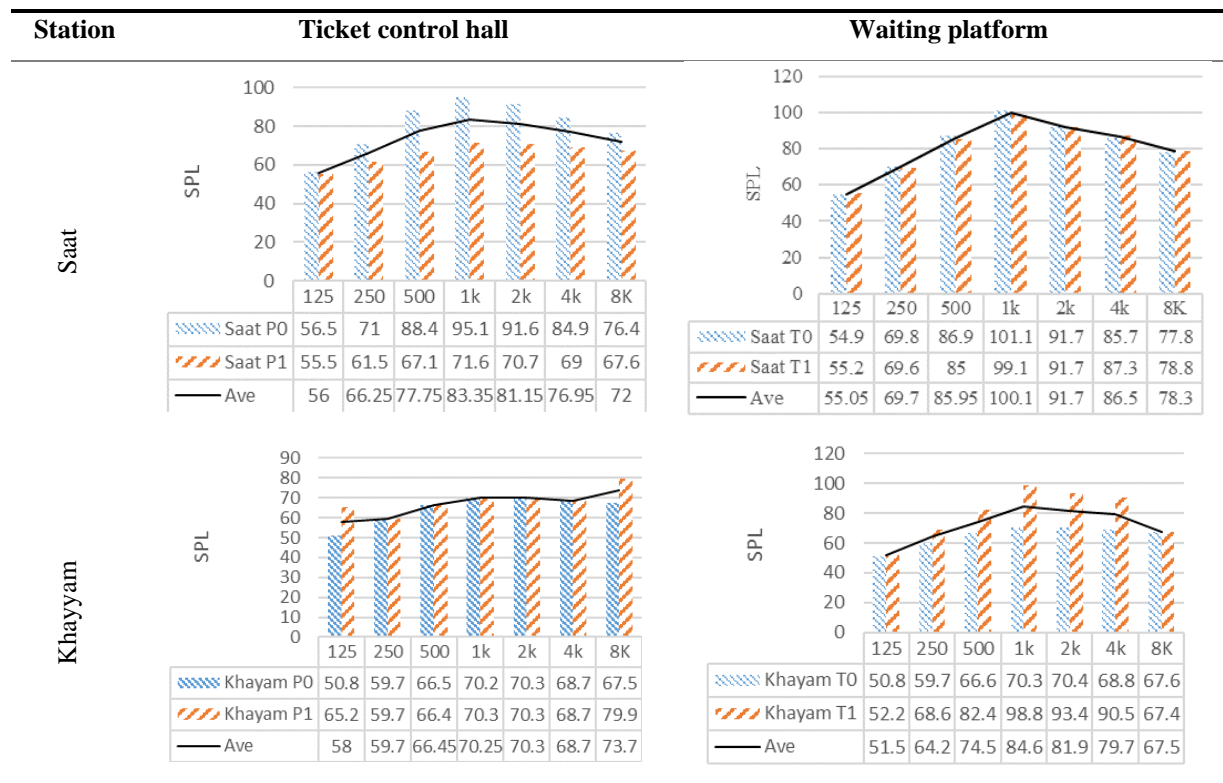 Station Ticket control hall Waiting platform
Saat
SPL
100
80
60
40
20
0
125 250 500 1k 2k 4k 8K
Saat P0 56.5 71 88.4 95.1 91.6 84.9 76.4
Saat P1 55.5 61.5 67.1 71.6 70.7 69 67.6
Ave 56 66.25 77.75 83.35 81.15 76.95 72
SPL
120
100
80
60
40
20
0
125 250 500 1k 2k 4k 8K
Saat T0 54.9 69.8 86.9 101.1 91.7 85.7 77.8
Saat T1 55.2 69.6 85 99.1 91.7 87.3 78.8
Ave 55.05 69.7 85.95 100.1 91.7 86.5 78.3
Khayyam
SPL
90
80
70
60
50
40
30
20
10
0
125 250 500 1k 2k 4k 8K
Khayam P0 50.8 59.7 66.5 70.2 70.3 68.7 67.5
Khayam P1 65.2 59.7 66.4 70.3 70.3 68.7 79.9
Ave 58 59.7 66.45 70.25 70.3 68.7 73.7
SPL
120
100
80
60
40
20
0
125 250 500 1k 2k 4k 8K
Khayam T0 50.8 59.7 66.6 70.3 70.4 68.8 67.6
Khayam T1 52.2 68.6 82.4 98.8 93.4 90.5 67.4
Ave 51.5 64.2 74.5 84.6 81.9 79.7 67.5